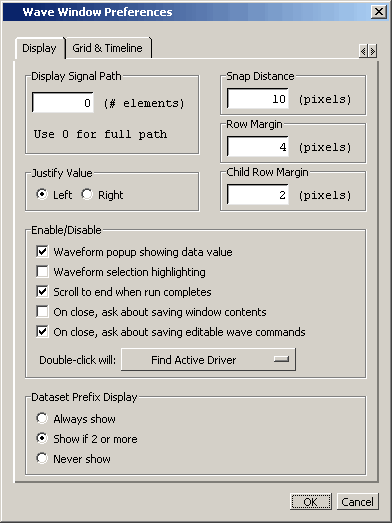 Wave Window Preferences
Display
Grid & Timeline
Display Signal Path
0 (# elements)
Use 0 for full path
Snap Distance
10 (pixels)
Row Margin
4 (pixels)
Justify Value
Left
Right
Child Row Margin
2 (pixels)
Enable/Disable
Waveform popup showing data value
Waveform selection highlighting
Scroll to end when run completes
On close, ask about saving window contents
On close, ask about saving editable wave commands
Double-click will: Find Active Driver
Dataset Prefix Display
Always show
Show if 2 or more
Never show
OK
Cancel